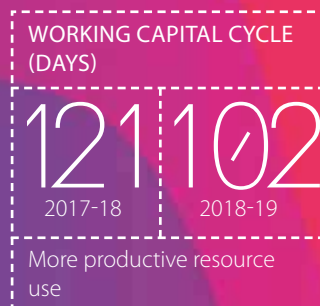 WORKING CAPITAL CYCLE
(DAYS)
121 102
2017-18 2018-19
More productive resource
use